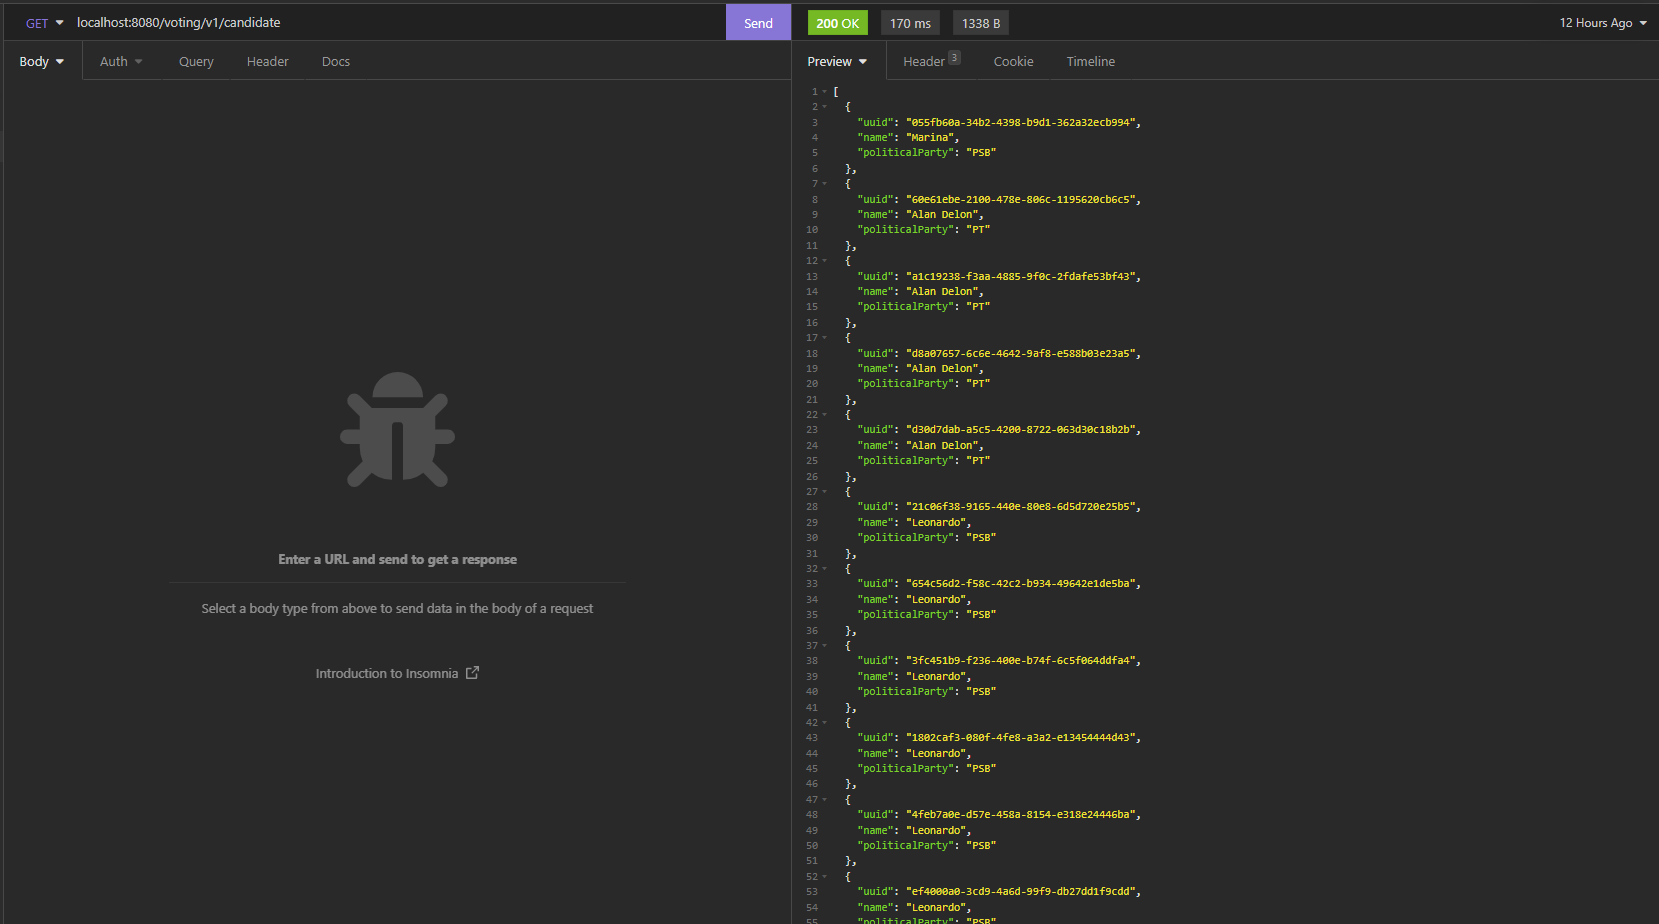 GET localhost:8080/voting/v1/candidate Send 200 OK 170 ms 1338 B 12 Hours Ago
Body Auth Query Header Docs
Enter a URL and send to get a response
Select a body type from above to send data in the body of a request
Introduction to Insomnia
Preview Header 3 Cookie Timeline
1 [
2 {
3 "uuid": "055fb60a-34b2-4398-b9d1-362a32ecb994",
4 "name": "Marina",
5 "politicalParty": "PSB"
6 },
7 {
8 "uuid": "60e61ebe-2100-478e-806c-1195620cb6c5",
9 "name": "Alan Delon",
10 "politicalParty": "PT"
11 },
12 {
13 "uuid": "a1c19238-f3aa-4885-9f0c-2fdafe53bf43",
14 "name": "Alan Delon",
15 "politicalParty": "PT"
16 },
17 {
18 "uuid": "d8a07657-6c6e-4642-9af8-e588b03e23a5",
19 "name": "Alan Delon",
20 "politicalParty": "PT"
21 },
22 {
23 "uuid": "d30d7dab-a5c5-4200-8722-063d30c18b2b",
24 "name": "Alan Delon",
25 "politicalParty": "PT"
26 },
27 {
28 "uuid": "21c06f38-9165-440e-80e8-6d5d720e25b5",
29 "name": "Leonardo",
30 "politicalParty": "PSB"
31 },
32 {
33 "uuid": "654c56d2-f58c-42c2-b934-49642e1de5ba",
34 "name": "Leonardo",
35 "politicalParty": "PSB"
36 },
37 {
38 "uuid": "3fc451b9-f236-400e-b74f-6c5f064ddfa4",
39 "name": "Leonardo",
40 "politicalParty": "PSB"
41 },
42 {
43 "uuid": "1802caf3-080f-4fe8-a3a2-e13454444d43",
44 "name": "Leonardo",
45 "politicalParty": "PSB"
46 },
47 {
48 "uuid": "4feb7a0e-d57e-458a-8154-e318e24446ba",
49 "name": "Leonardo",
50 "politicalParty": "PSB"
51 },
52 {
53 "uuid": "ef4000a0-3cd9-4a6d-99f9-db27dd1f9cdd",
54 "name": "Leonardo",
55 "politicalParty": "PSB"